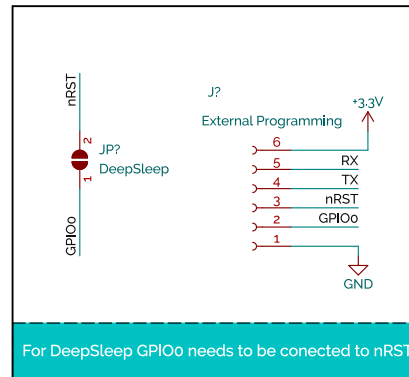 nRST
2
JP?
DeepSleep
1
GPIO0
J?
External Programming
+3.3V
6
5 RX
4 TX
3 nRST
2 GPIO0
1
GND
For DeepSleep GPIO0 needs to be conected to nRST